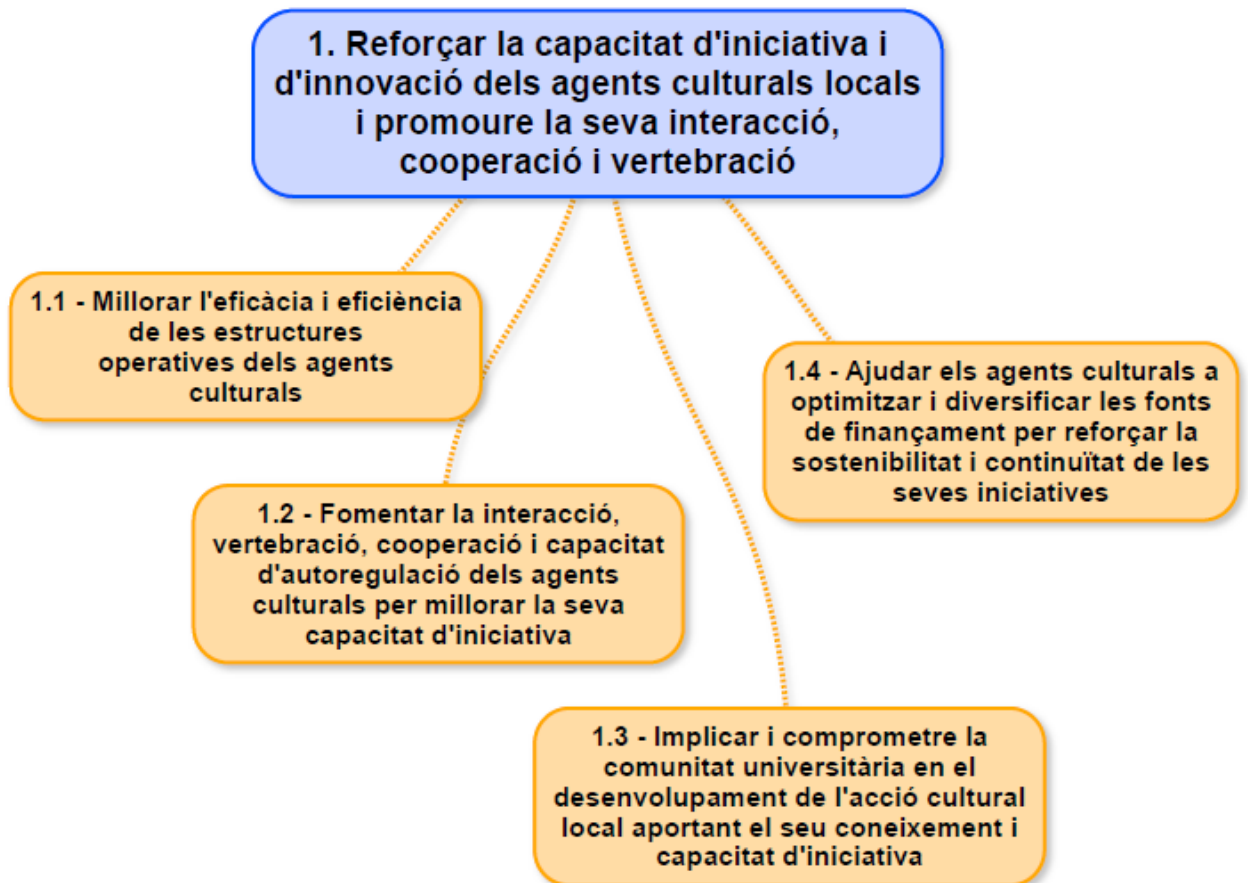 1. Reforçar la capacitat d'iniciativa i
d'innovació dels agents culturals locals
i promoure la seva interacció,
cooperació i vertebració
1.1 - Millorar l'eficàcia i eficiència
de les estructures
operatives dels agents
culturals
1.2 - Fomentar la interacció,
vertebració, cooperació i capacitat
d'autoregulació dels agents
culturals per millorar la seva
capacitat d'iniciativa
1.3 - Implicar i comprometre la
comunitat universitària en el
desenvolupament de l'acció cultural
local aportant el seu coneixement i
capacitat d'iniciativa
1.4 - Ajudar els agents culturals a
optimitzar i diversificar les fonts
de finançament per reforçar la
sostenibilitat i continuïtat de les
seves iniciatives